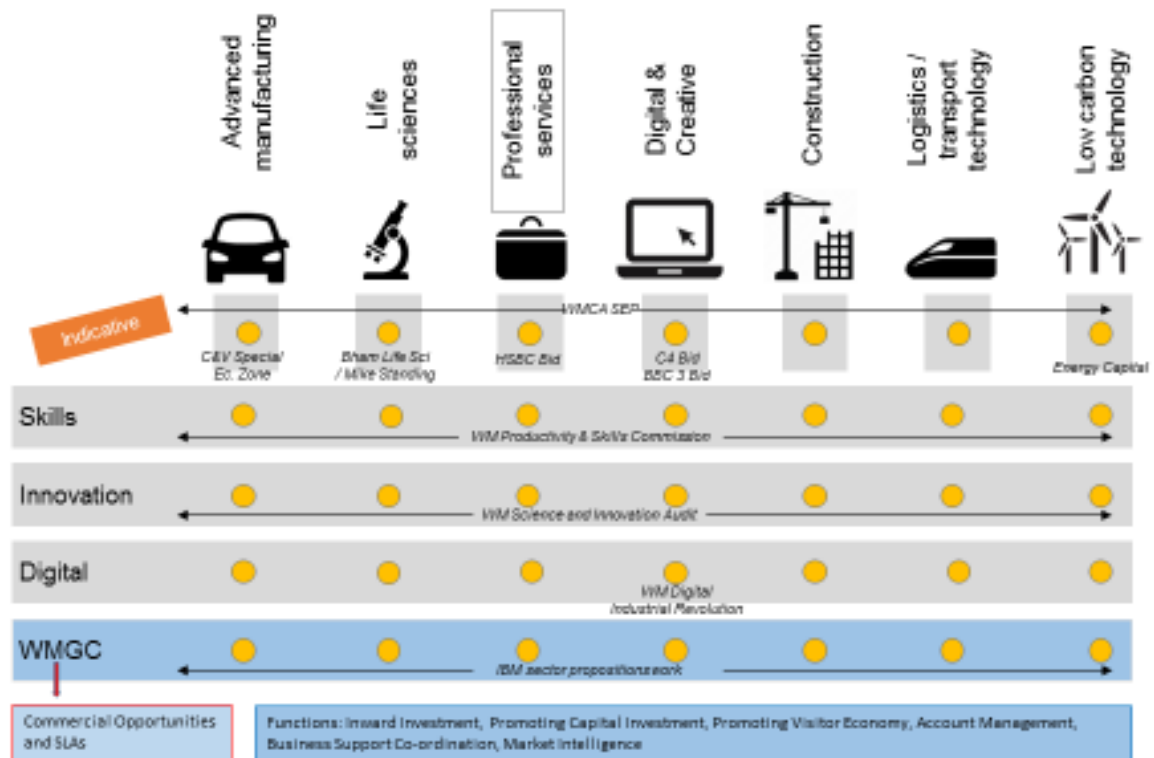 Advanced
manufacturing
Life
sciences
Professional
services
Digital &
Creative
Construction
Logistics /
transport
technology
Low carbon
technology
Indicative
WMCA SEP
C&V Special
Ec. Zone
Bham Life Sci
/ Mike Standing
HSBC Bid
C4 Bid
BBC 3 Bid
Energy Capital
Skills
WM Productivity & Skills Commission
Innovation
WM Science and Innovation Audit
Digital
WM Digital
Industrial Revolution
WMGC
IBM sector propositions work
Commercial Opportunities
and SLAs
Functions: Inward Investment, Promoting Capital Investment, Promoting Visitor Economy, Account Management,
Business Support Co-ordination, Market Intelligence